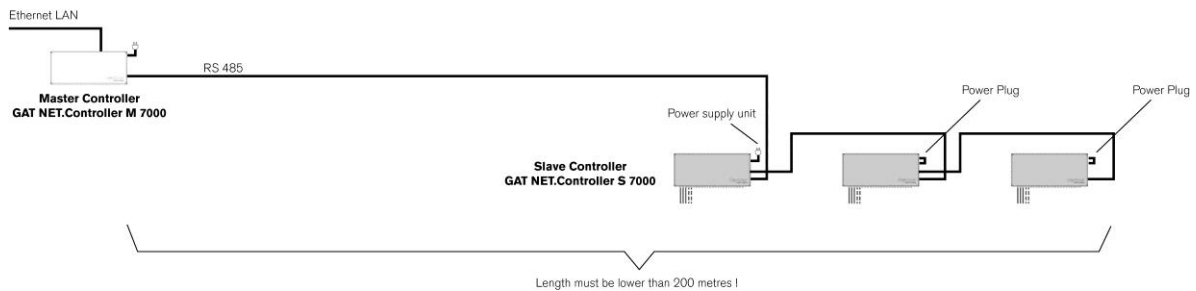 Ethernet LAN
RS 485
Master Controller
GAT NET.Controller M 7000
Power supply unit
Power Plug
Power Plug
Slave Controller
GAT NET.Controller S 7000
Length must be lower than 200 metres !